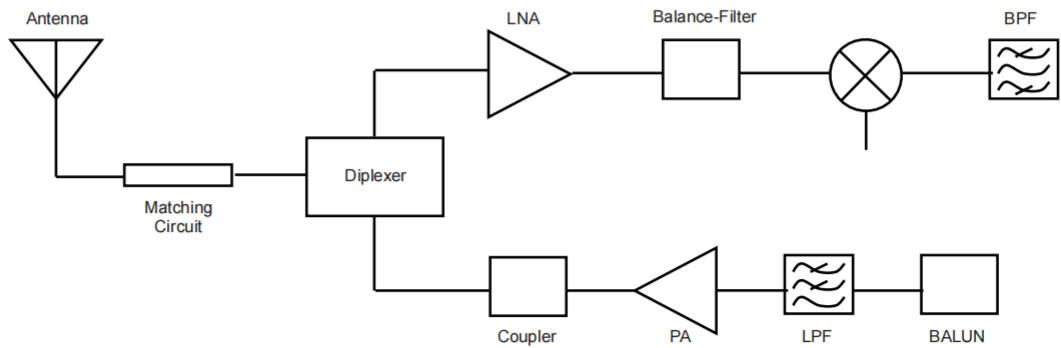 Antenna
LNA
Balance-Filter
BPF
Diplexer
Matching
Circuit
Coupler
PA
LPF
BALUN